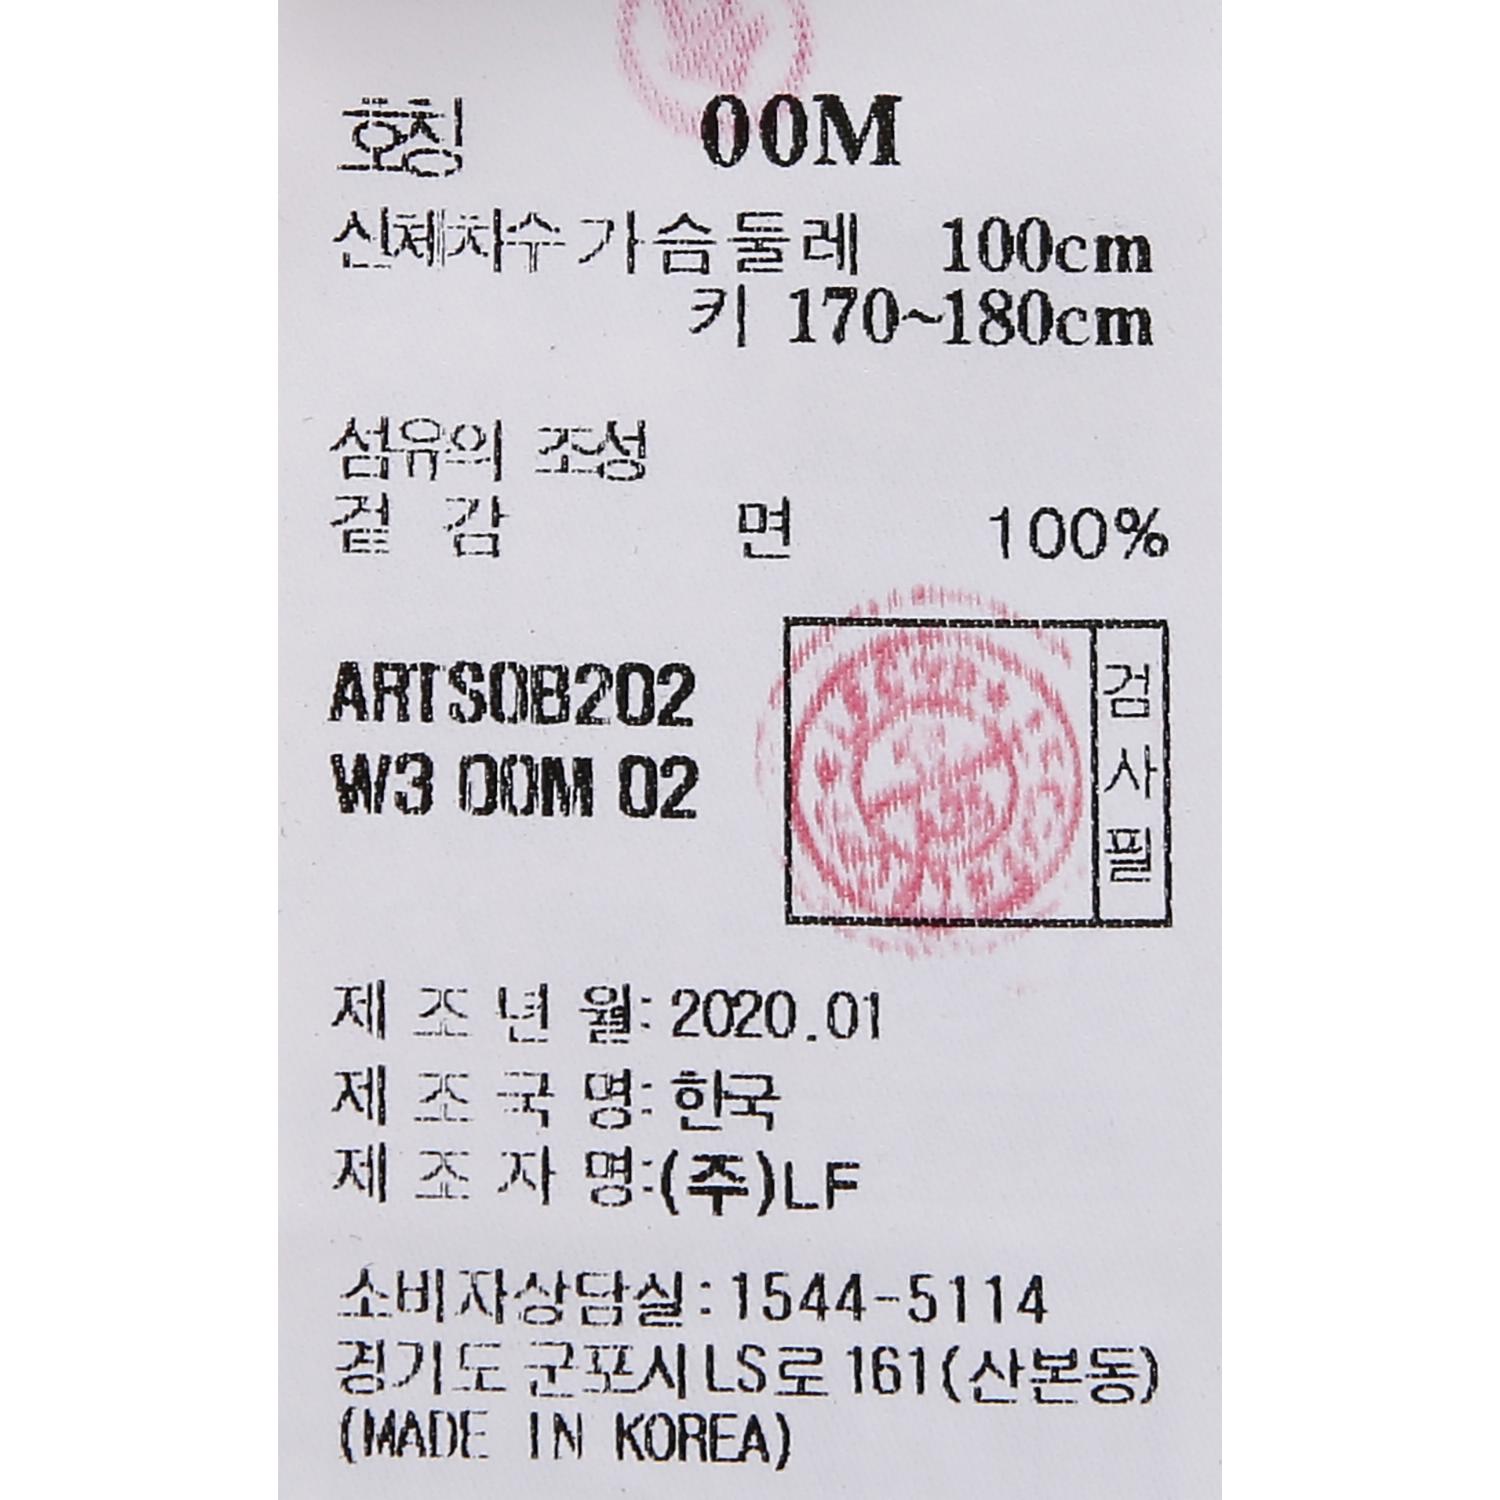 호칭 00M
신체치수 가슴둘레 100cm
키 170~180cm
섬유의 조성
겉감 면 100%
ARTS0B202
W3 00M 02
검사필
제조년월: 2020.01
제조국명: 한국
제조자명:(주)LF
소비자상담실:1544-5114
경기도 군포시 LS로 161(산본동)
(MADE IN KOREA)